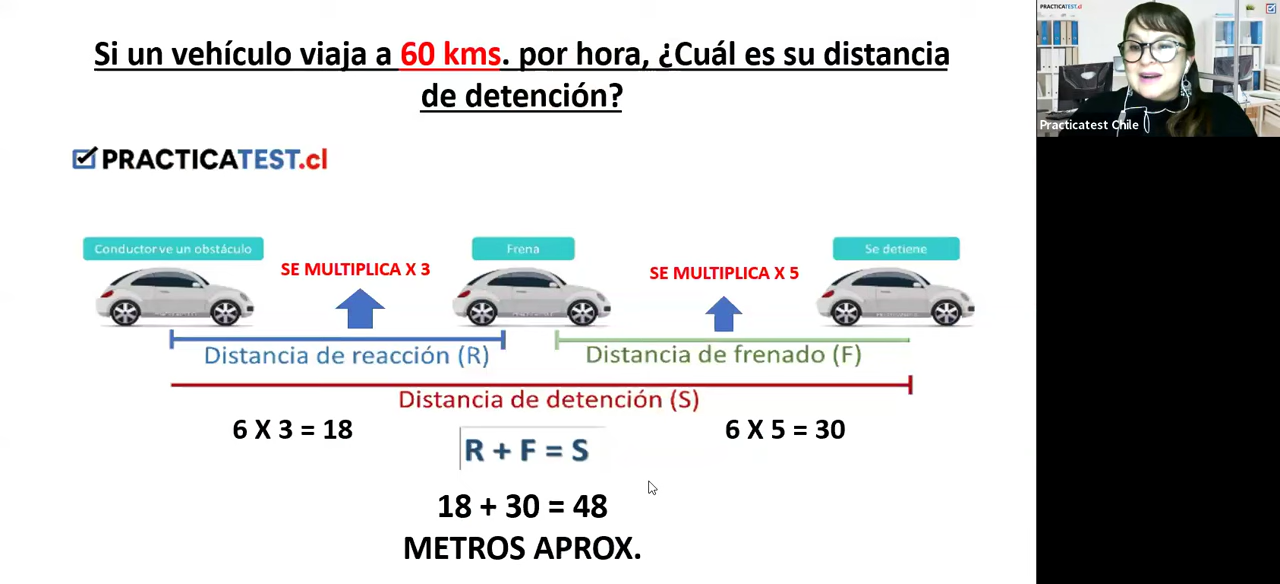 Si un vehículo viaja a 60 kms. por hora, ¿Cuál es su distancia
de detención?
PRACTICATEST.cl
Conductor ve un obstáculo
Frena
Se detiene
SE MULTIPLICA X 3
SE MULTIPLICA X 5
Distancia de reacción (R)
Distancia de frenado (F)
Distancia de detención (S)
6 X 3 = 18
6 X 5 = 30
R + F = S
18 + 30 = 48
METROS APROX.
PRACTICATEST.cl
Practicatest Chile